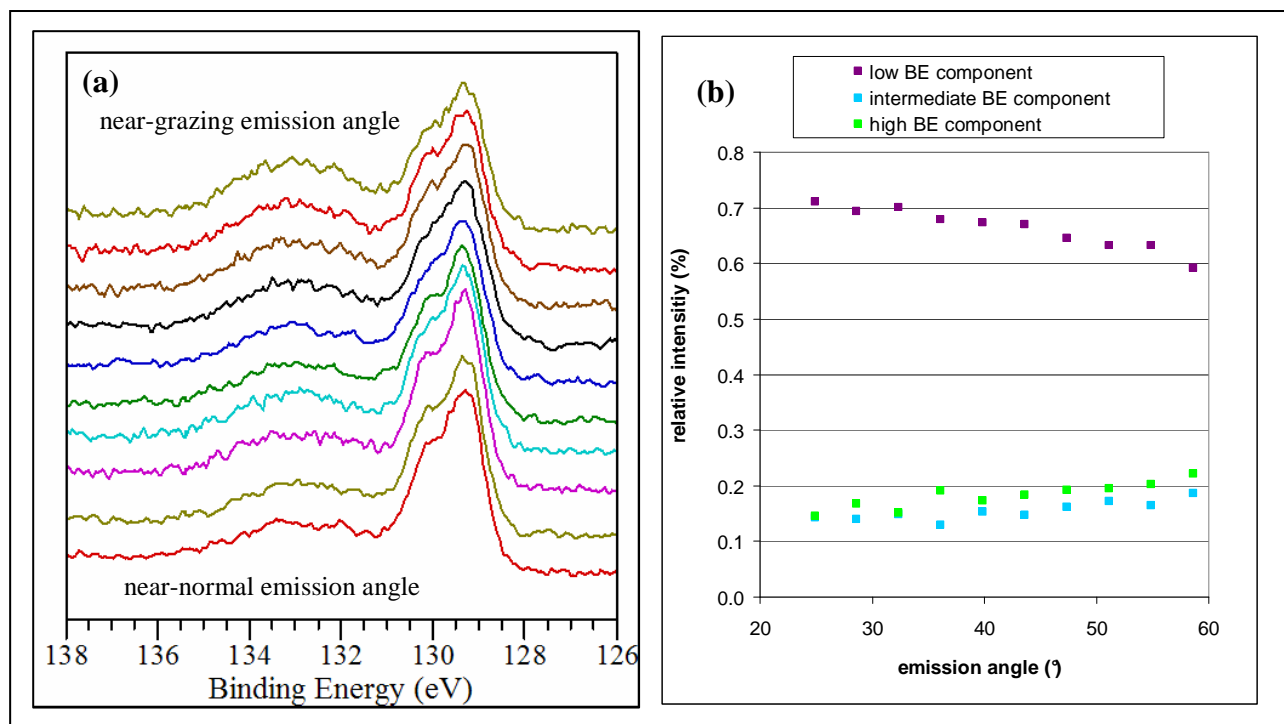 (a)
near-grazing emission angle
near-normal emission angle
138 136 134 132 130 128 126
Binding Energy (eV)
(b)
low BE component
intermediate BE component
high BE component
0.8
0.7
0.6
0.5
0.4
0.3
0.2
0.1
0.0
relative intensitiy (%)
20 30 40 50 60
emission angle (°)